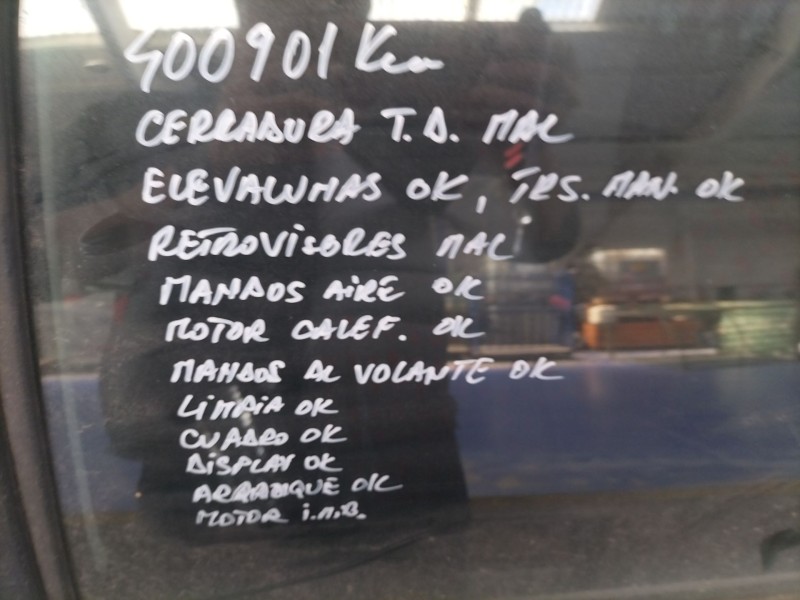 400901 Km
CERRADURA T.D. MAL
ELEVALUNAS OK, TRS. MAN. OK
RETROVISORES MAL
MANDOS AIRE OK
MOTOR CALEF. OK
MANDOS AL VOLANTE OK
LIMPIA OK
CUADRO OK
DISPLAY OK
ARRANQUE OK
MOTOR i.M.B.